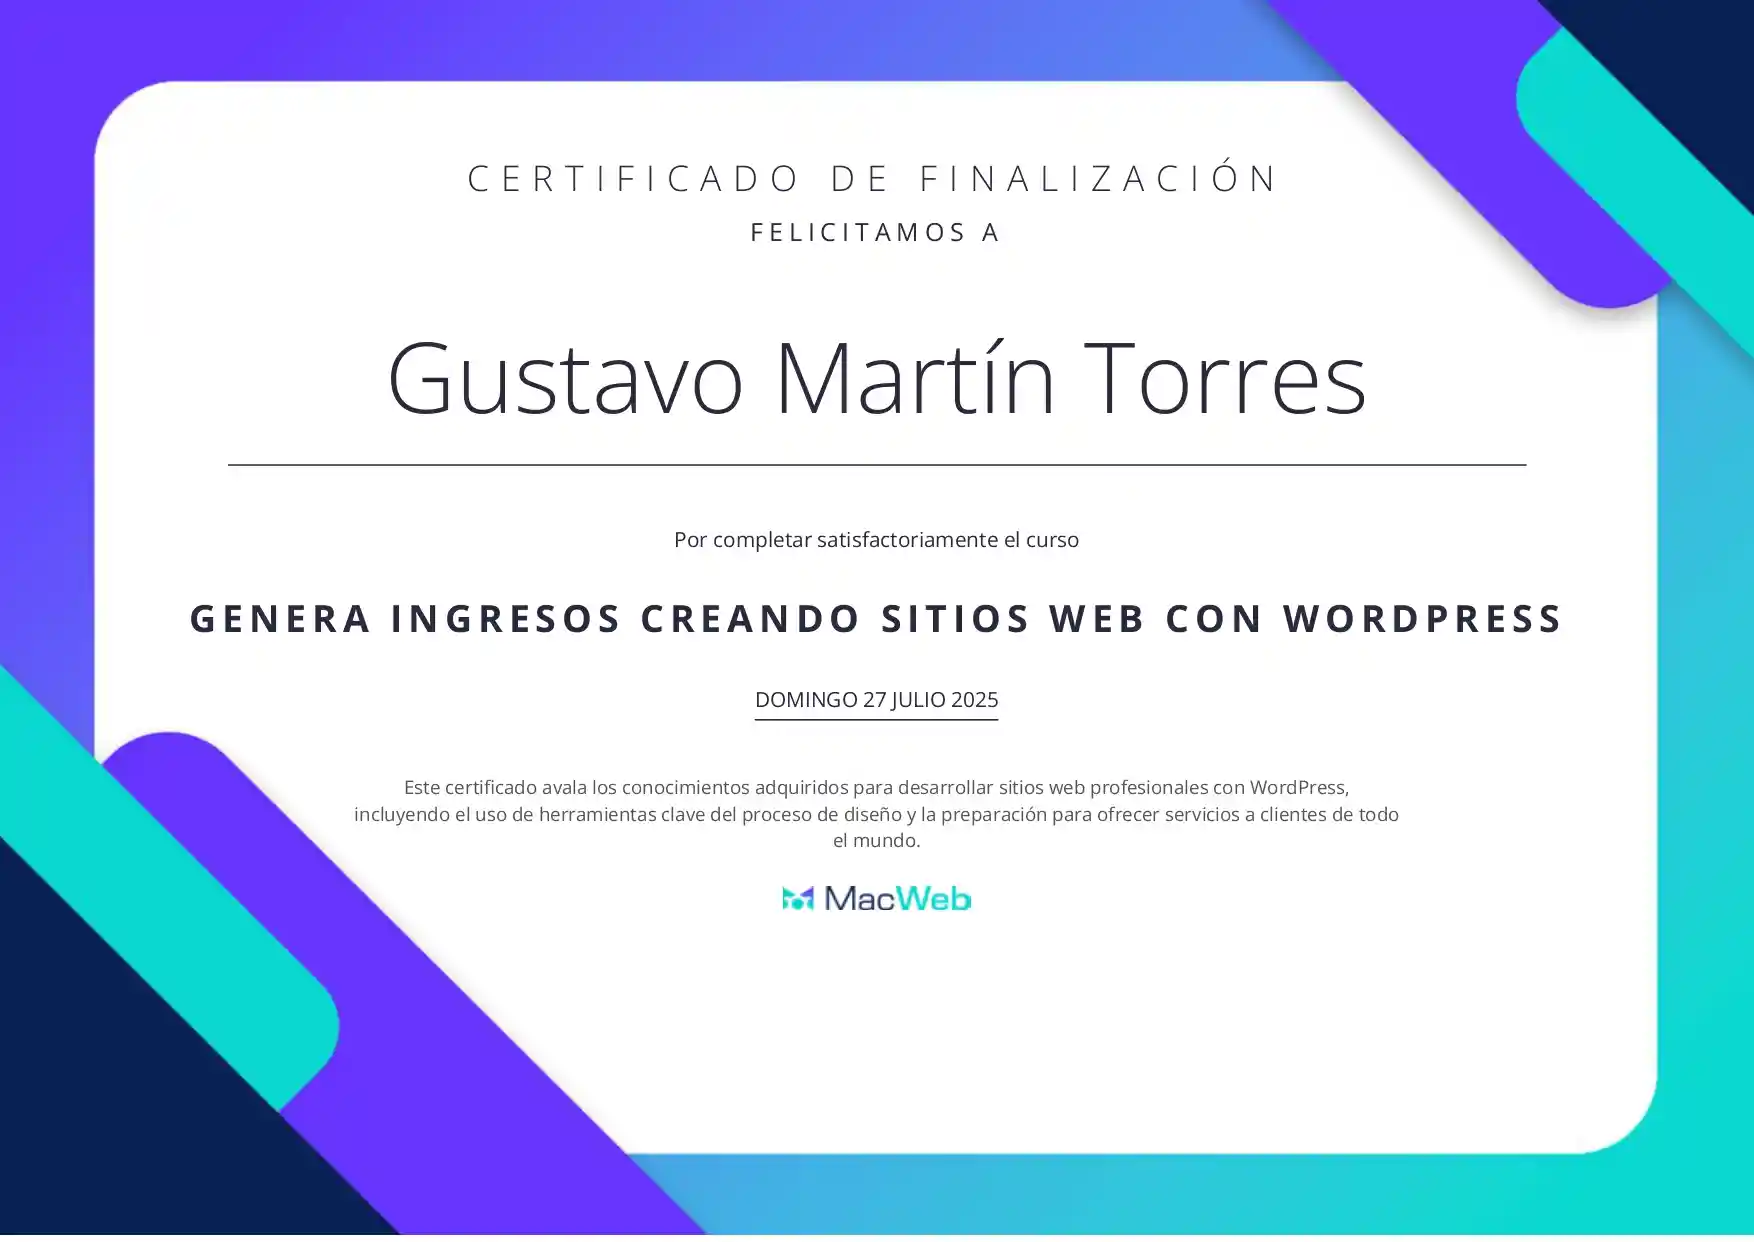 CERTIFICADO DE FINALIZACIÓN
FELICITAMOS A
Gustavo Martín Torres
Por completar satisfactoriamente el curso
GENERA INGRESOS CREANDO SITIOS WEB CON WORDPRESS
DOMINGO 27 JULIO 2025
Este certificado avala los conocimientos adquiridos para desarrollar sitios web profesionales con WordPress,
incluyendo el uso de herramientas clave del proceso de diseño y la preparación para ofrecer servicios a clientes de todo
el mundo.
MacWeb